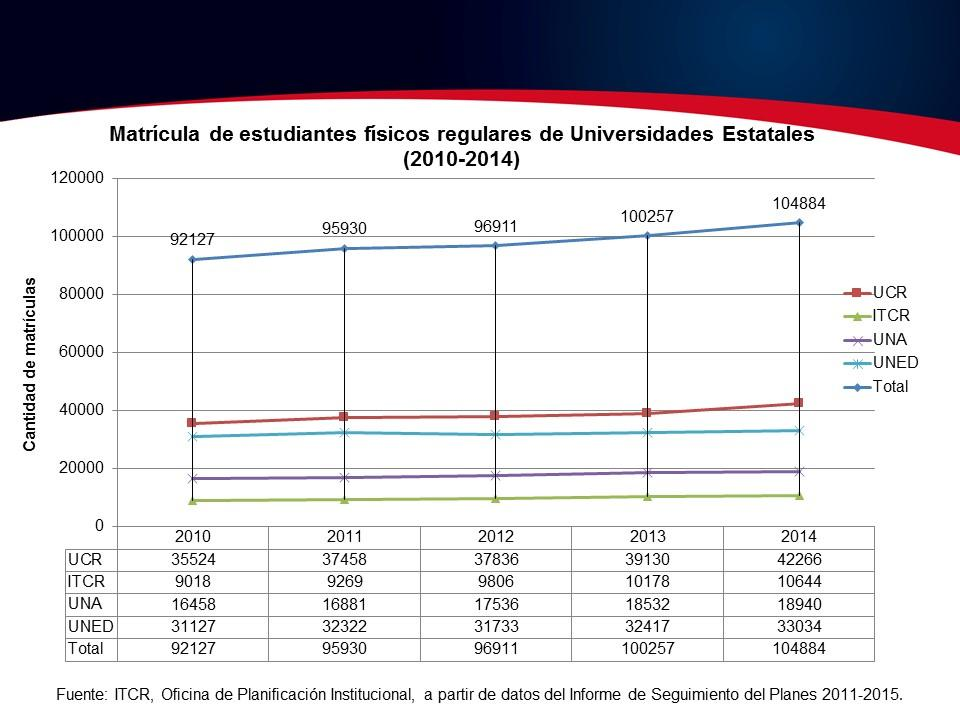 Matrícula de estudiantes físicos regulares de Universidades Estatales
(2010-2014)
120000
100000
80000
60000
40000
20000
0
Cantidad de matrículas
92127
95930
96911
100257
104884
UCR
ITCR
UNA
UNED
Total
2010 2011 2012 2013 2014
UCR 35524 37458 37836 39130 42266
ITCR 9018 9269 9806 10178 10644
UNA 16458 16881 17536 18532 18940
UNED 31127 32322 31733 32417 33034
Total 92127 95930 96911 100257 104884
Fuente: ITCR, Oficina de Planificación Institucional, a partir de datos del Informe de Seguimiento del Planes 2011-2015.